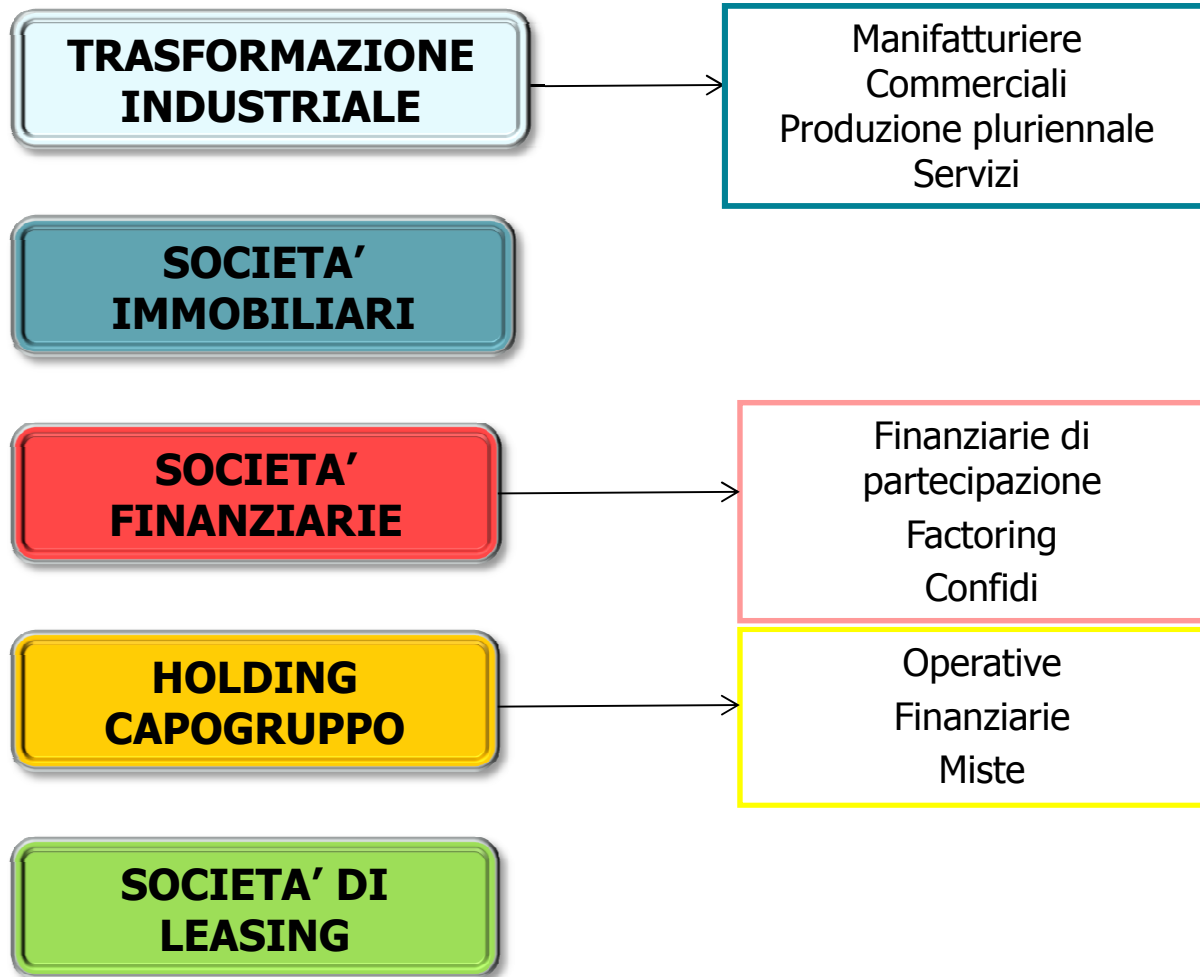 TRASFORMAZIONE
INDUSTRIALE
Manifatturiere
Commerciali
Produzione pluriennale
Servizi
SOCIETA’
IMMOBILIARI
SOCIETA’
FINANZIARIE
Finanziarie di
partecipazione
Factoring
Confidi
HOLDING
CAPOGRUPPO
Operative
Finanziarie
Miste
SOCIETA’ DI
LEASING